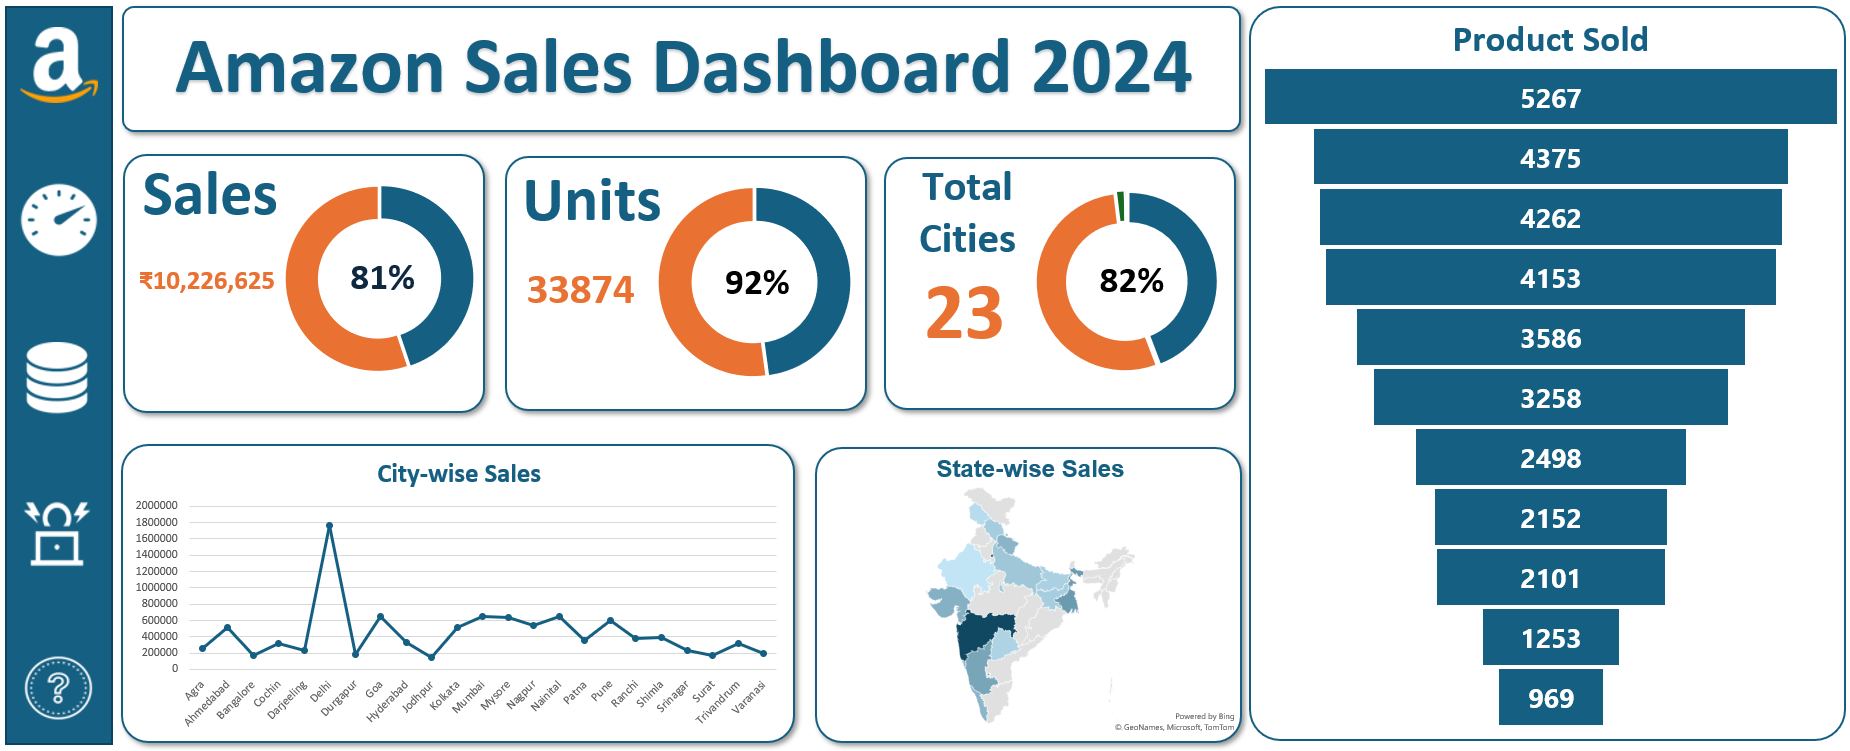 a
Amazon Sales Dashboard 2024
Sales
₹10,226,625
81%
Units
33874
92%
Total
Cities
23
82%
City-wise Sales
2000000
1800000
1600000
1400000
1200000
1000000
800000
600000
400000
200000
0
Agra
Ahmedabad
Bangalore
Cochin
Darjeeling
Delhi
Durgapur
Goa
Hyderabad
Jodhpur
Kolkata
Mumbai
Mysore
Nagpur
Nainital
Patna
Pune
Ranchi
Shimla
Srinagar
Surat
Trivandrum
Varanasi
State-wise Sales
Powered by Bing
© GeoNames, Microsoft, TomTom
Product Sold
5267
4375
4262
4153
3586
3258
2498
2152
2101
1253
969
?